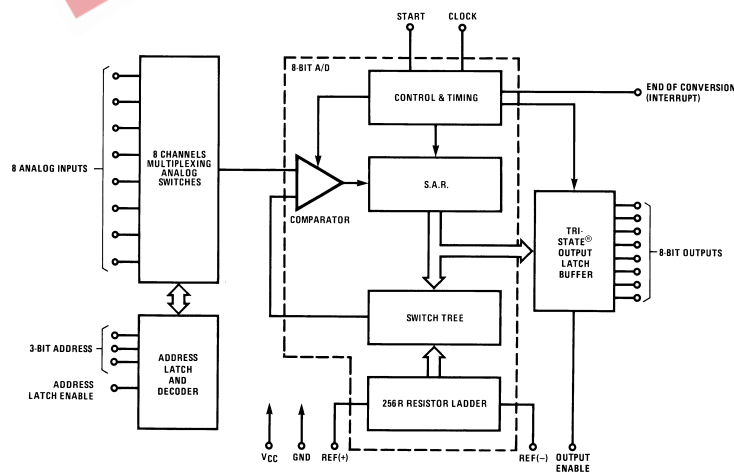 START
CLOCK
8-BIT A/D
CONTROL & TIMING
END OF CONVERSION
(INTERRUPT)
8 ANALOG INPUTS
8 CHANNELS
MULTIPLEXING
ANALOG
SWITCHES
COMPARATOR
S.A.R.
TRI-
STATE®
OUTPUT
LATCH
BUFFER
8-BIT OUTPUTS
SWITCH TREE
3-BIT ADDRESS
ADDRESS
LATCH ENABLE
ADDRESS
LATCH
AND
DECODER
256R RESISTOR LADDER
VCC
GND
REF(+)
REF(−)
OUTPUT
ENABLE